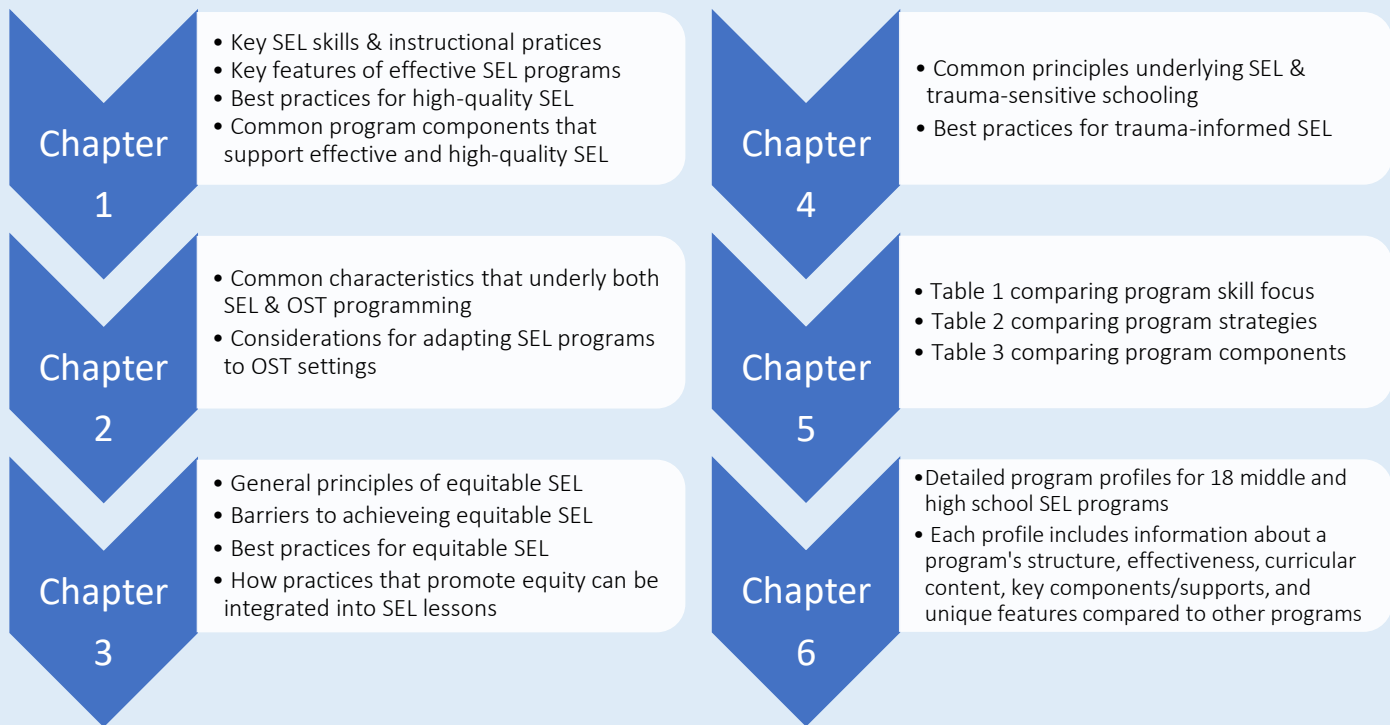 Chapter
1
• Key SEL skills & instructional pratices
• Key features of effective SEL programs
• Best practices for high-quality SEL
• Common program components that
support effective and high-quality SEL
Chapter
2
• Common characteristics that underly both
SEL & OST programming
• Considerations for adapting SEL programs
to OST settings
Chapter
3
• General principles of equitable SEL
• Barriers to achieveing equitable SEL
• Best practices for equitable SEL
• How practices that promote equity can be
integrated into SEL lessons
Chapter
4
• Common principles underlying SEL &
trauma-sensitive schooling
• Best practices for trauma-informed SEL
Chapter
5
• Table 1 comparing program skill focus
• Table 2 comparing program strategies
• Table 3 comparing program components
Chapter
6
•Detailed program profiles for 18 middle and
high school SEL programs
• Each profile includes information about a
program's structure, effectiveness, curricular
content, key components/supports, and
unique features compared to other programs